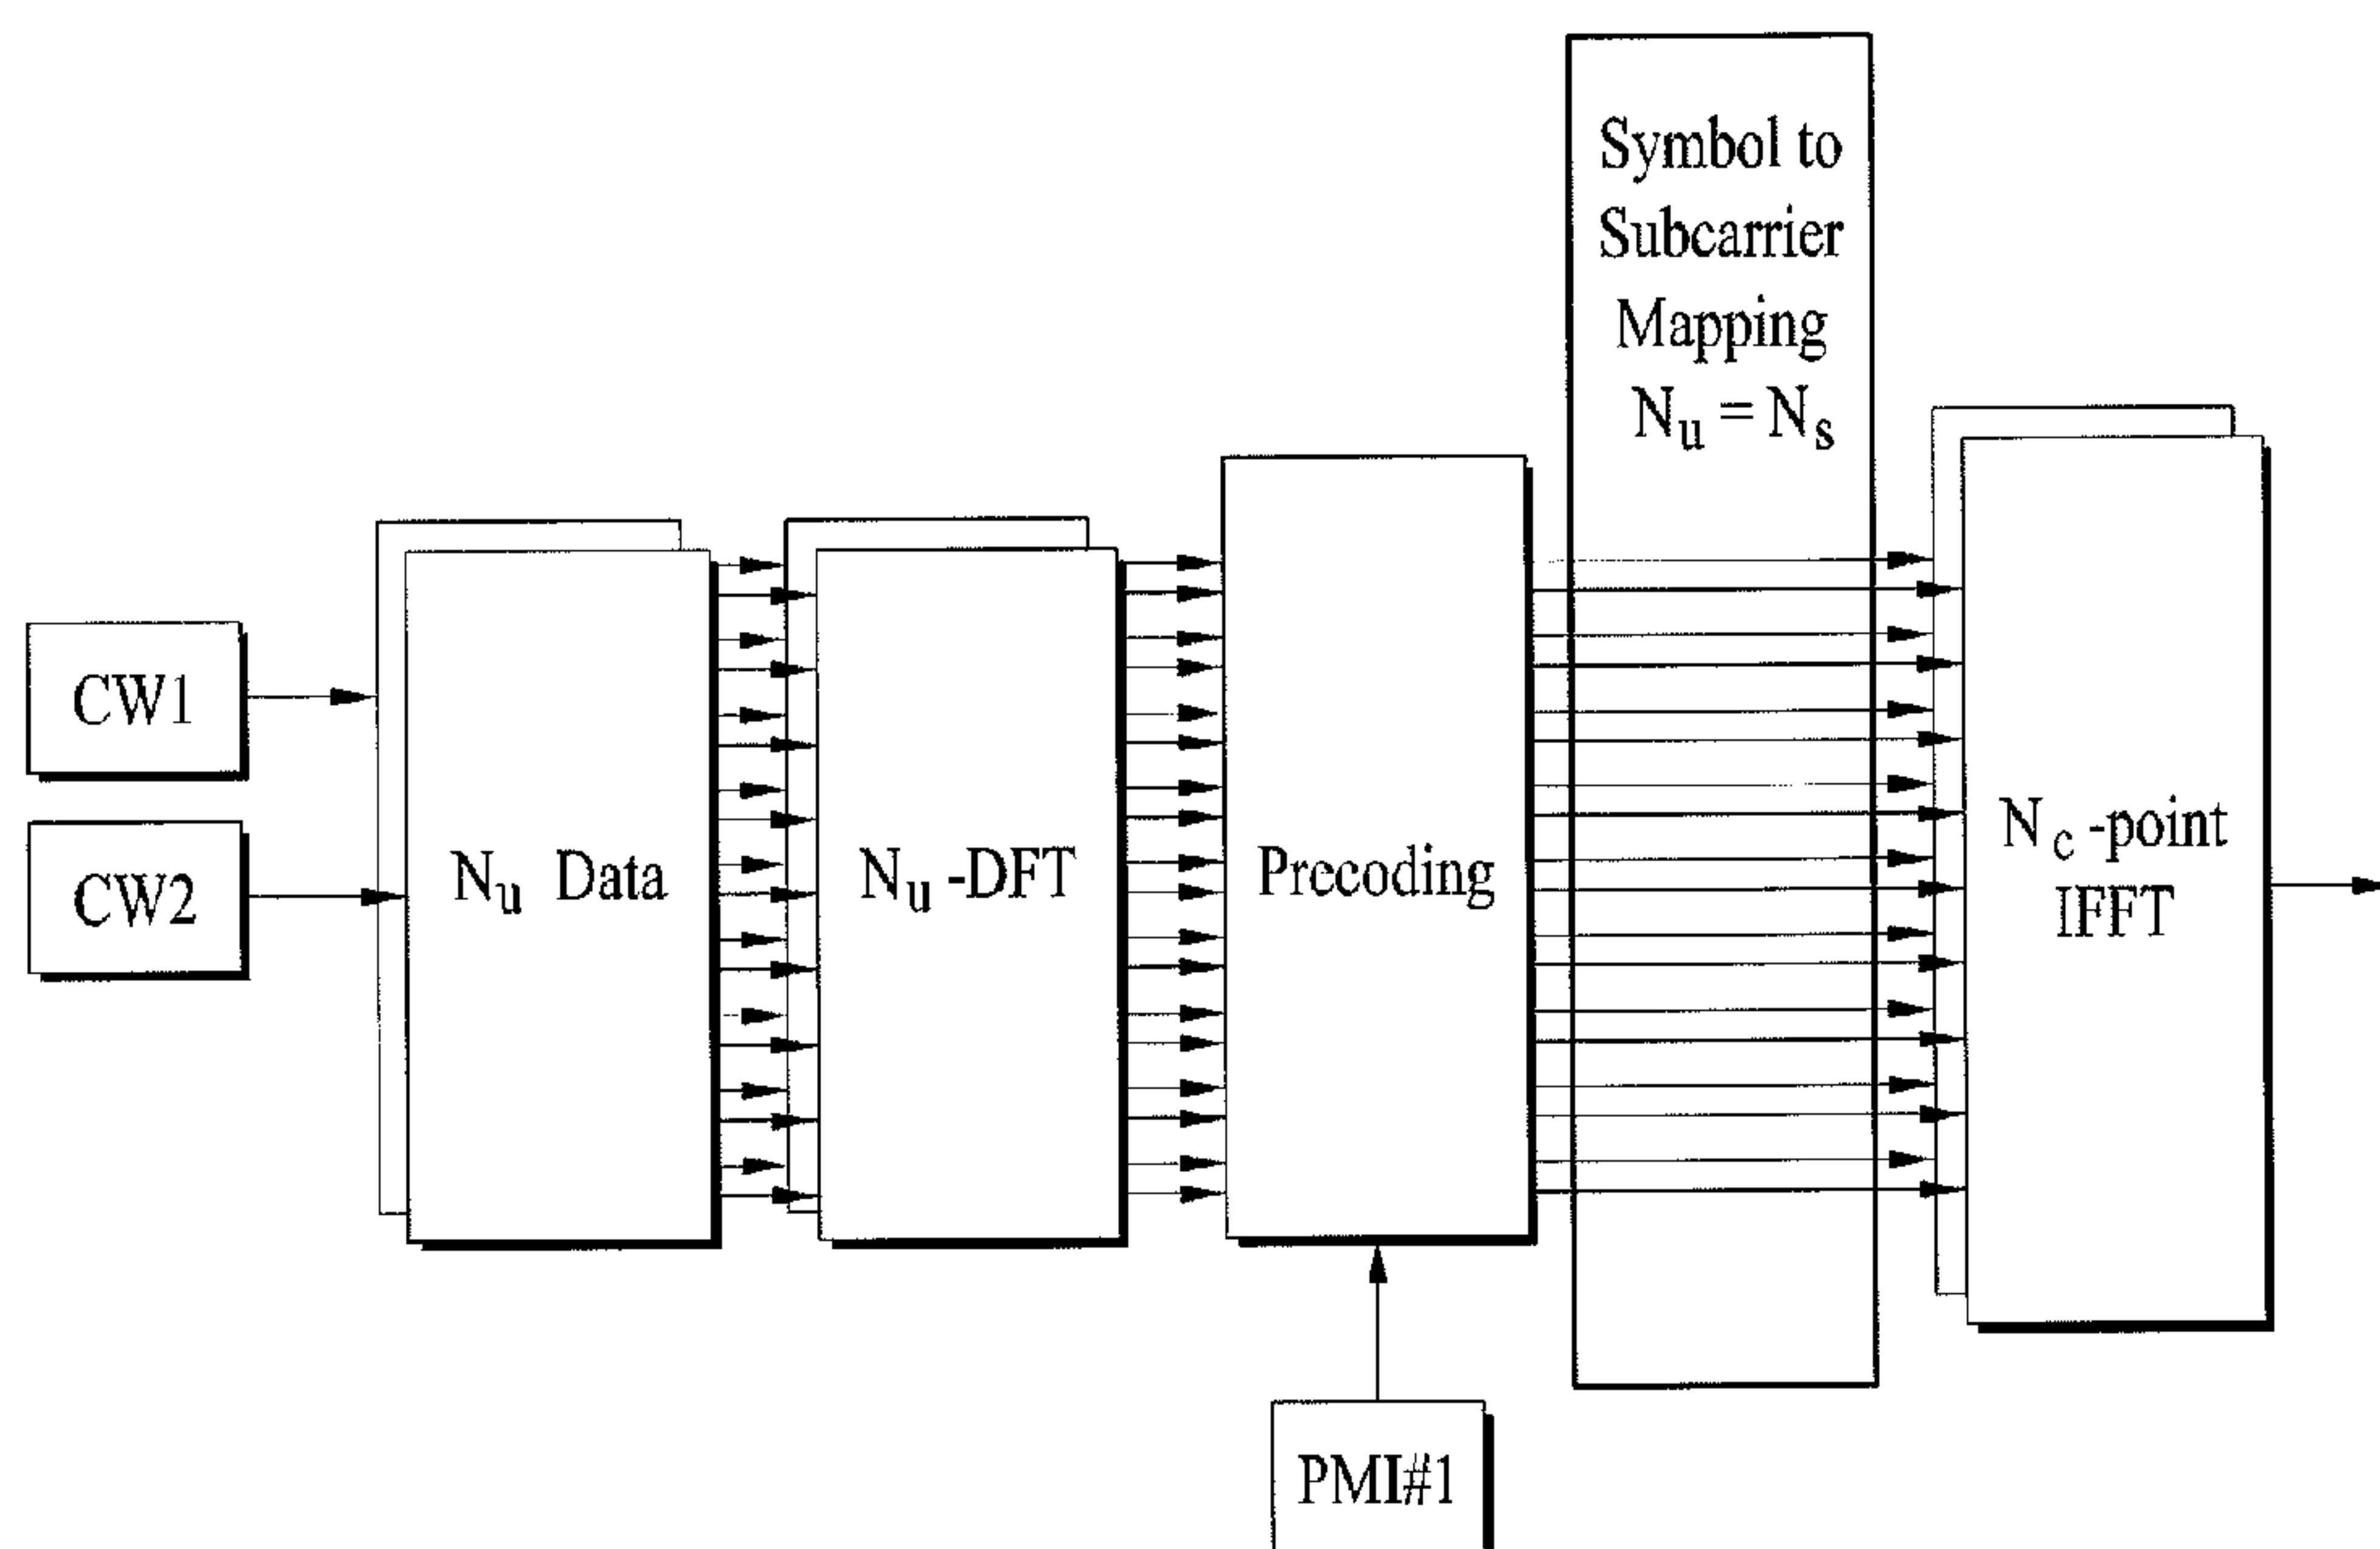 CW1
CW2
Nu Data
Nu -DFT
Precoding
PMI#1
Symbol to
Subcarrier
Mapping
Nu = Ns
Nc -point
IFFT